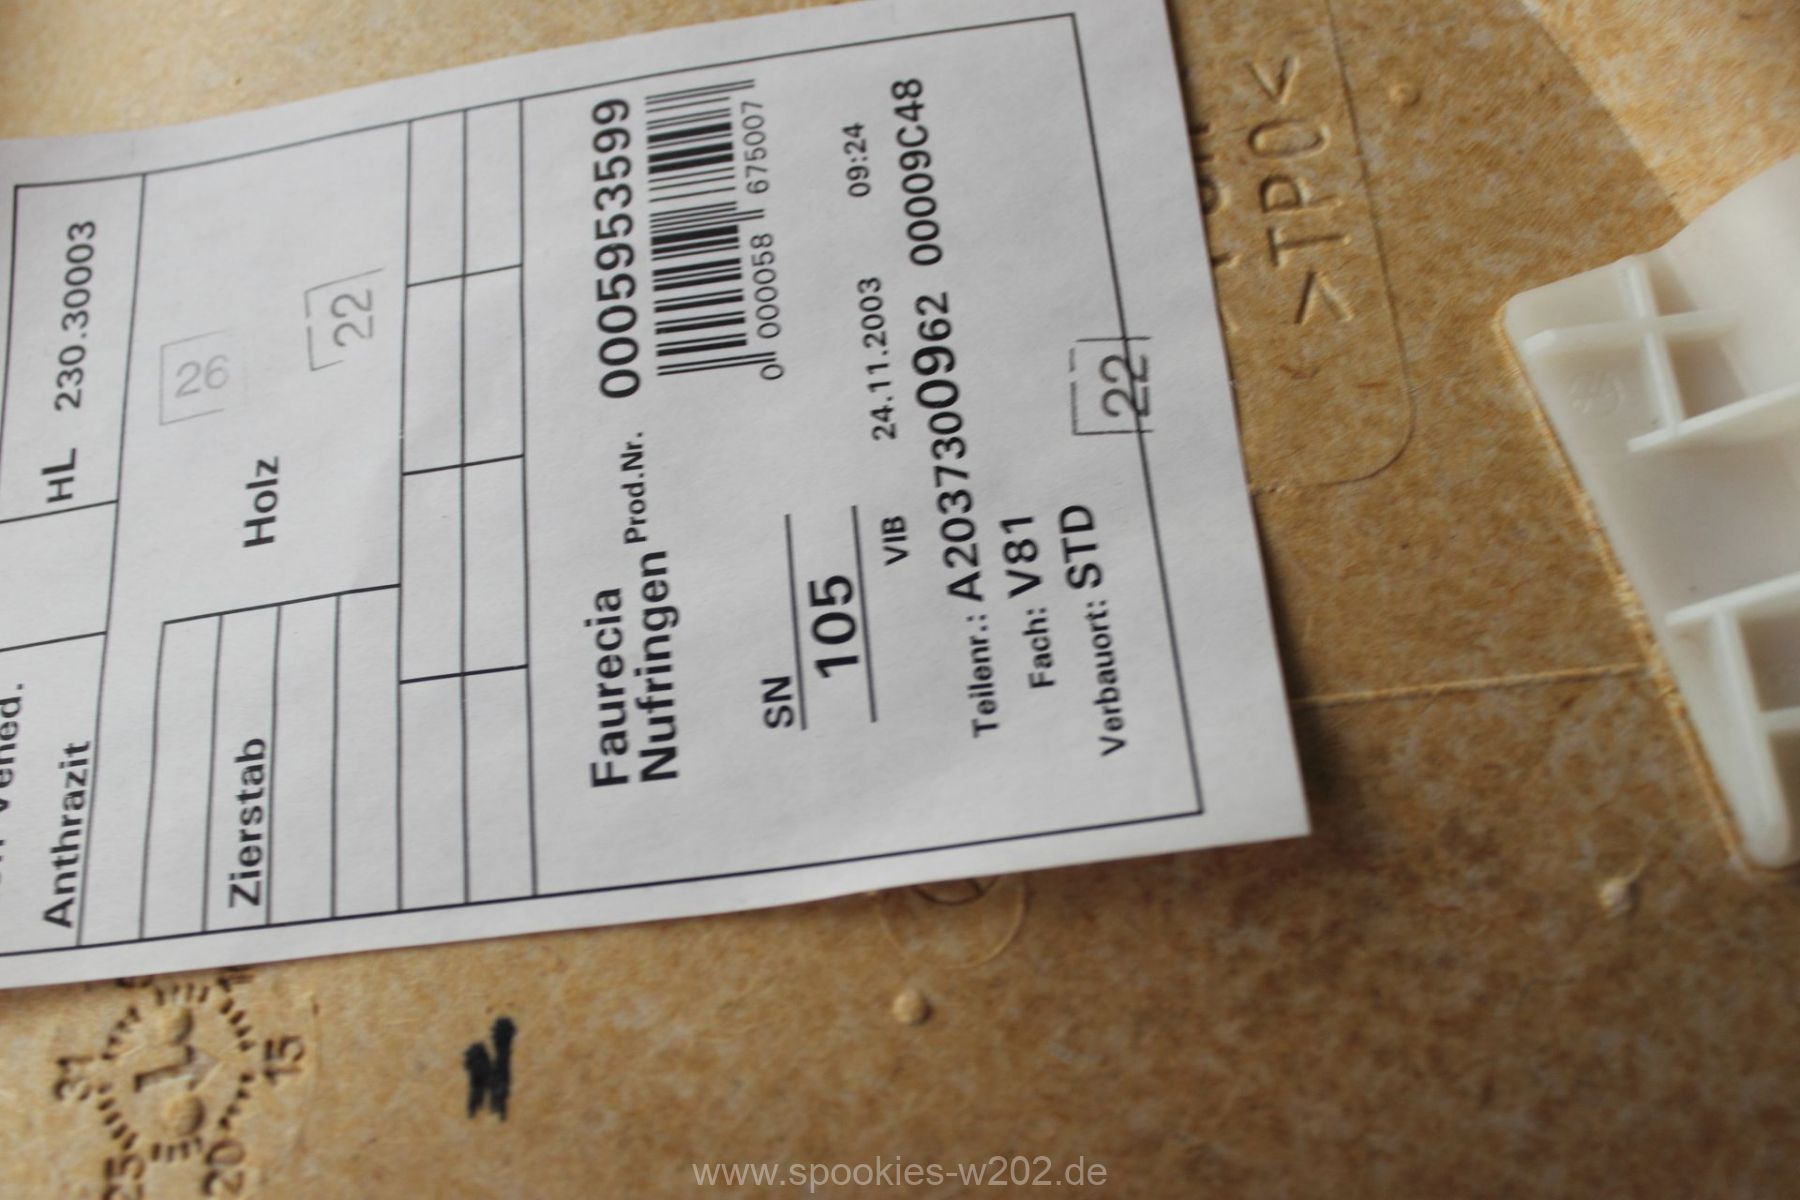 HL 230.30003
Anthrazit
26
22
Holz
Zierstab
Faurecia
Nufringen Prod.Nr. 0005953599
0 000058 675007
SN
105
VIB 24.11.2003 09:24
Teilenr.: A2037300962 00009C48
Fach: V81
Verbauort: STD
22
>TPO<
31
15
20
25
1
www.spookies-w202.de